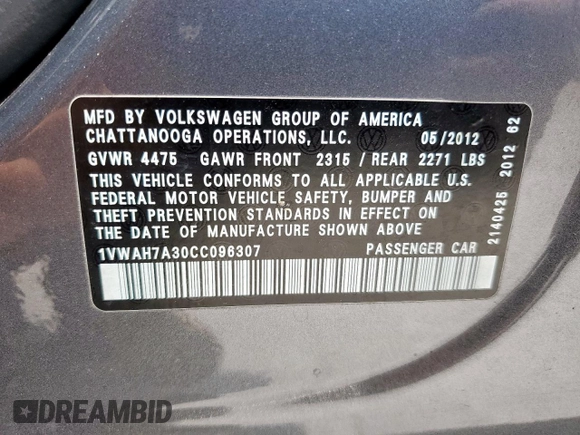 MFD BY VOLKSWAGEN GROUP OF AMERICA
CHATTANOOGA OPERATIONS, LLC. 05/2012
GVWR 4475 GAWR FRONT 2315/REAR 2271 LBS
THIS VEHICLE CONFORMS TO ALL APPLICABLE U.S.
FEDERAL MOTOR VEHICLE SAFETY, BUMPER AND
THEFT PREVENTION STANDARDS IN EFFECT ON
THE DATE OF MANUFACTURE SHOWN ABOVE
1VWAH7A30CC096307 PASSENGER CAR
2140425 2012 62
DREAMBID